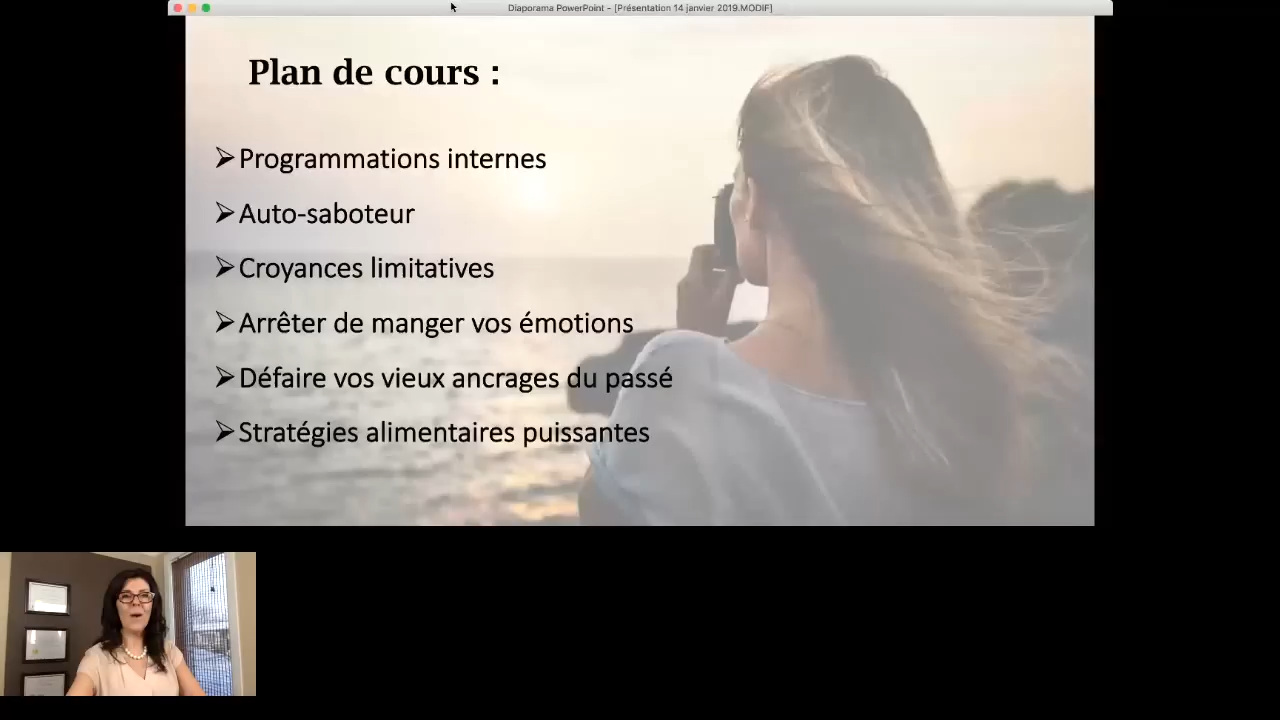 Diaporama PowerPoint – [Présentation 14 janvier 2019.MODIF]
Plan de cours :
➢Programmations internes
➢Auto-saboteur
➢Croyances limitatives
➢Arrêter de manger vos émotions
➢Défaire vos vieux ancrages du passé
➢Stratégies alimentaires puissantes